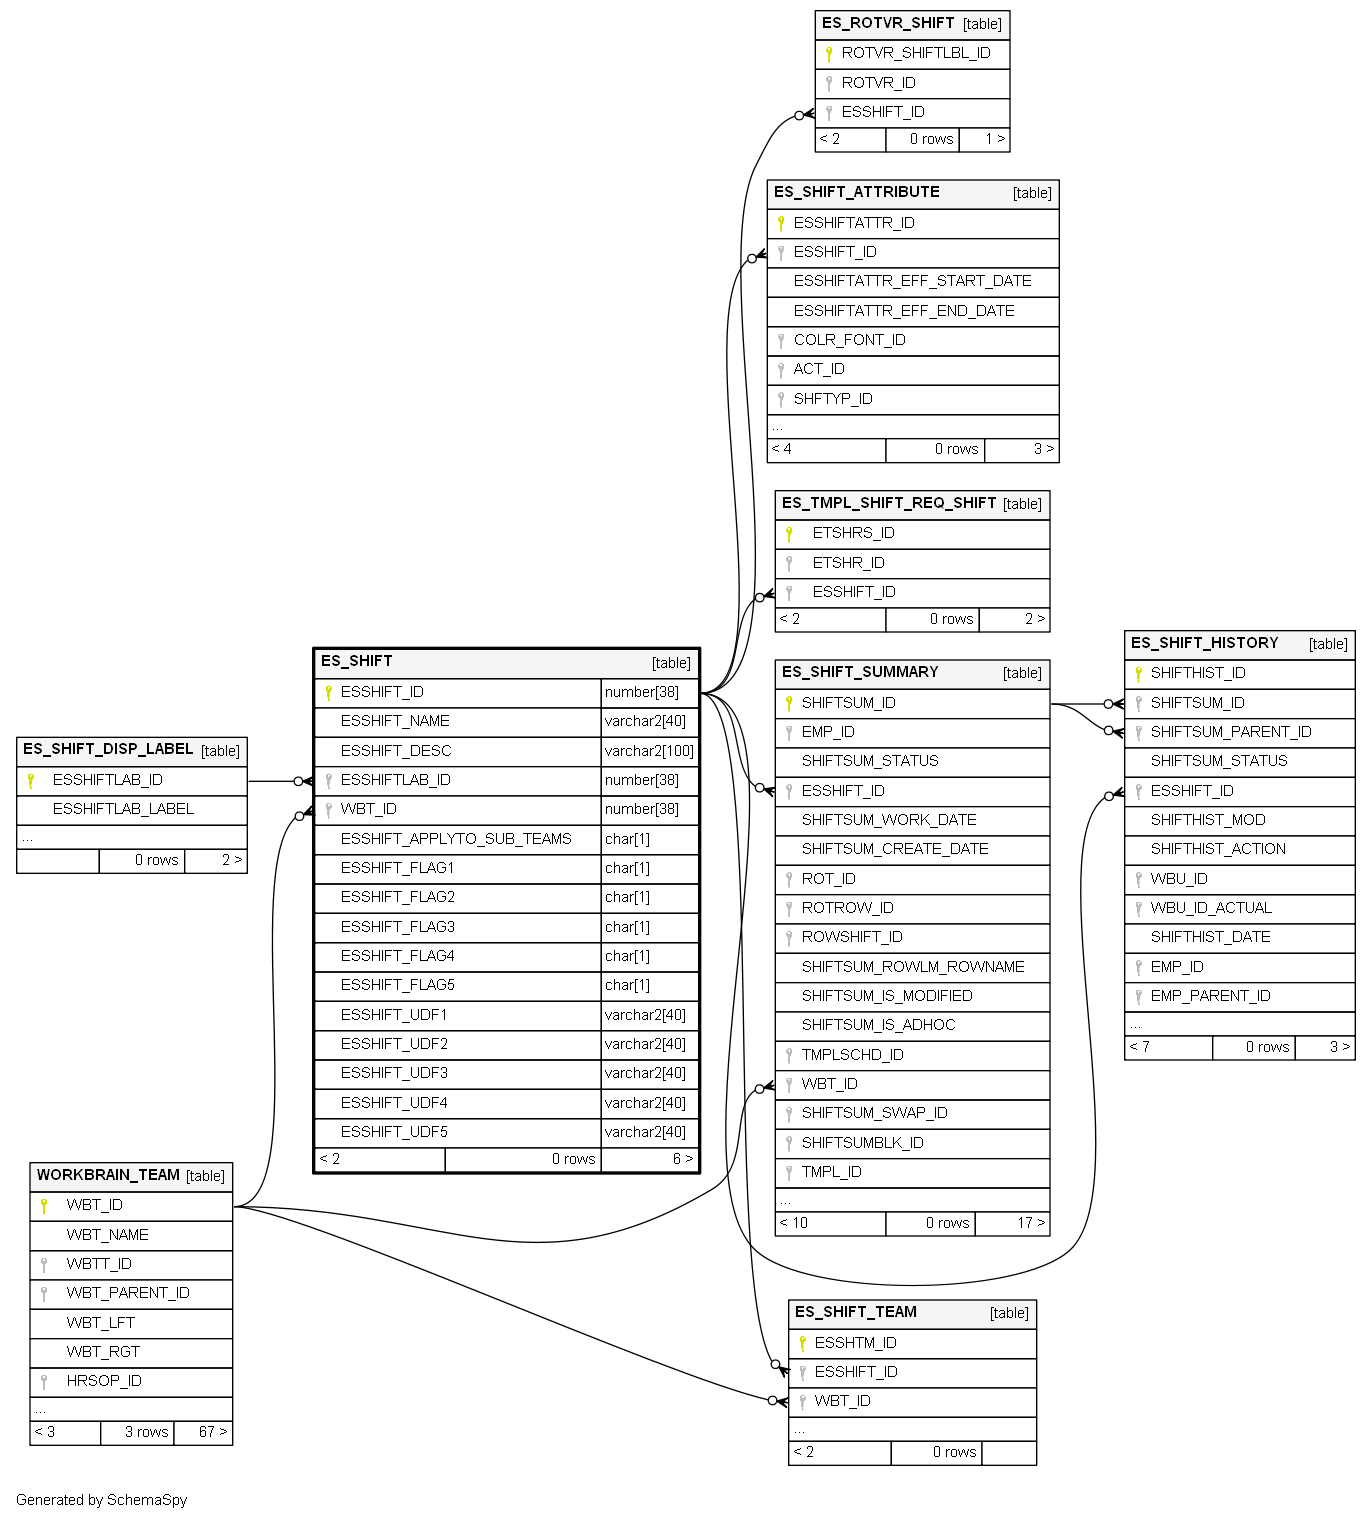 ES_ROTVR_SHIFT [table]
ROTVR_SHIFTLBL_ID
ROTVR_ID
ESSHIFT_ID
< 2 0 rows 1 >
ES_SHIFT_ATTRIBUTE [table]
ESSHIFTATTR_ID
ESSHIFT_ID
ESSHIFTATTR_EFF_START_DATE
ESSHIFTATTR_EFF_END_DATE
COLR_FONT_ID
ACT_ID
SHFTYP_ID
...
< 4 0 rows 3 >
ES_TMPL_SHIFT_REQ_SHIFT [table]
ETSHRS_ID
ETSHR_ID
ESSHIFT_ID
< 2 0 rows 2 >
ES_SHIFT [table]
ESSHIFT_ID number[38]
ESSHIFT_NAME varchar2[40]
ESSHIFT_DESC varchar2[100]
ESSHIFTLAB_ID number[38]
WBT_ID number[38]
ESSHIFT_APPLYTO_SUB_TEAMS char[1]
ESSHIFT_FLAG1 char[1]
ESSHIFT_FLAG2 char[1]
ESSHIFT_FLAG3 char[1]
ESSHIFT_FLAG4 char[1]
ESSHIFT_FLAG5 char[1]
ESSHIFT_UDF1 varchar2[40]
ESSHIFT_UDF2 varchar2[40]
ESSHIFT_UDF3 varchar2[40]
ESSHIFT_UDF4 varchar2[40]
ESSHIFT_UDF5 varchar2[40]
< 2 0 rows 6 >
ES_SHIFT_DISP_LABEL [table]
ESSHIFTLAB_ID
ESSHIFTLAB_LABEL
...
0 rows 2 >
ES_SHIFT_SUMMARY [table]
SHIFTSUM_ID
EMP_ID
SHIFTSUM_STATUS
ESSHIFT_ID
SHIFTSUM_WORK_DATE
SHIFTSUM_CREATE_DATE
ROT_ID
ROTROW_ID
ROWSHIFT_ID
SHIFTSUM_ROWLM_ROWNAME
SHIFTSUM_IS_MODIFIED
SHIFTSUM_IS_ADHOC
TMPLSCHD_ID
WBT_ID
SHIFTSUM_SWAP_ID
SHIFTSUMBLK_ID
TMPL_ID
...
< 10 0 rows 17 >
ES_SHIFT_HISTORY [table]
SHIFTHIST_ID
SHIFTSUM_ID
SHIFTSUM_PARENT_ID
SHIFTSUM_STATUS
ESSHIFT_ID
SHIFTHIST_MOD
SHIFTHIST_ACTION
WBU_ID
WBU_ID_ACTUAL
SHIFTHIST_DATE
EMP_ID
EMP_PARENT_ID
...
< 7 0 rows 3 >
WORKBRAIN_TEAM [table]
WBT_ID
WBT_NAME
WBTT_ID
WBT_PARENT_ID
WBT_LFT
WBT_RGT
HRSOP_ID
...
< 3 3 rows 67 >
ES_SHIFT_TEAM [table]
ESSHTM_ID
ESSHIFT_ID
WBT_ID
...
< 2 0 rows
Generated by SchemaSpy